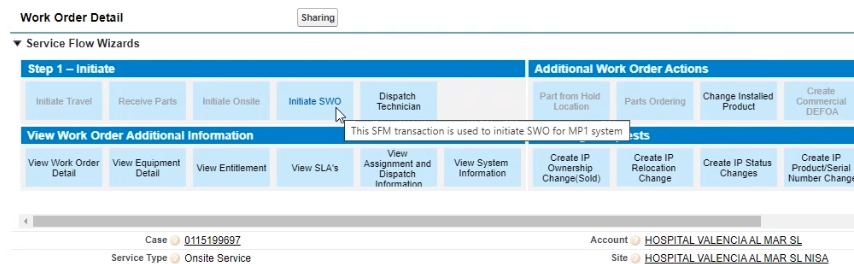 Work Order Detail
Sharing
Service Flow Wizards
Step 1 – Initiate
Additional Work Order Actions
Initiate Travel
Receive Parts
Initiate Onsite
Initiate SWO
Dispatch
Technician
Part from Hold
Location
Parts Ordering
Change Installed
Product
Create
Commercial
DEFOA
This SFM transaction is used to initiate SWO for MP1 system
View Work Order Additional Information
View Work Order
Detail
View Equipment
Detail
View Entitlement
View SLA's
View
Assignment and
Dispatch
Information
View System
Information
Create IP
Ownership
Change(Sold)
Create IP
Relocation
Change
Create IP Status
Changes
Create IP
Product/Serial
Number Change
Case 0115199697
Account HOSPITAL VALENCIA AL MAR SL
Service Type Onsite Service
Site HOSPITAL VALENCIA AL MAR SL NISA